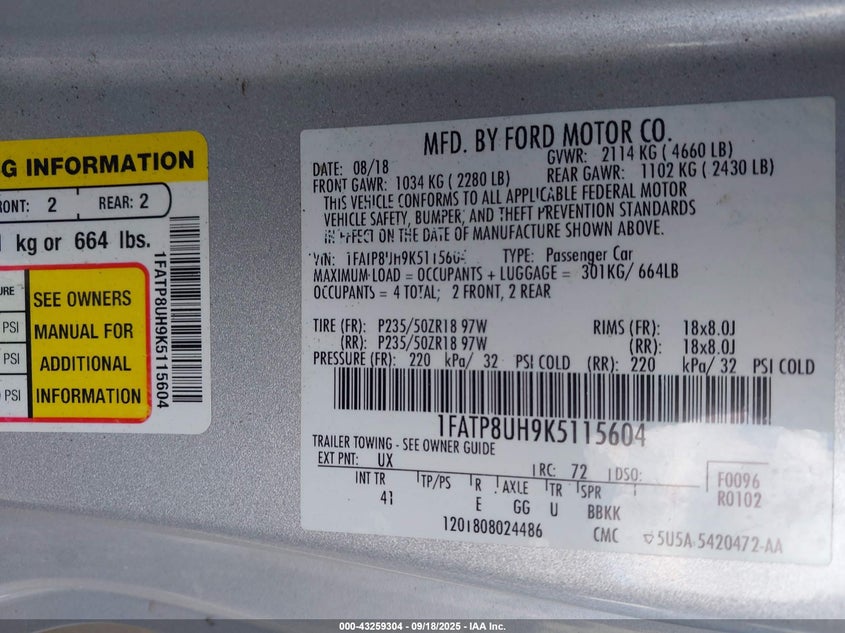 G INFORMATION
RONT: 2 REAR: 2
kg or 664 lbs.
URE
PSI
PSI
PSI
SEE OWNERS
MANUAL FOR
ADDITIONAL
INFORMATION
1FATP8UH9K5115604
MFD. BY FORD MOTOR CO.
DATE: 08/18 GVWR: 2114 KG ( 4660 LB)
FRONT GAWR: 1034 KG ( 2280 LB) REAR GAWR: 1102 KG ( 2430 LB)
THIS VEHICLE CONFORMS TO ALL APPLICABLE FEDERAL MOTOR
VEHICLE SAFETY, BUMPER, AND THEFT PREVENTION STANDARDS
IN EFFECT ON THE DATE OF MANUFACTURE SHOWN ABOVE.
VIN: 1FATP8UH9K5115604 TYPE: Passenger Car
MAXIMUM LOAD = OCCUPANTS + LUGGAGE = 301KG/ 664LB
OCCUPANTS = 4 TOTAL; 2 FRONT, 2 REAR
TIRE (FR): P235/50ZR18 97W RIMS (FR): 18x8.0J
(RR): P235/50ZR18 97W (RR): 18x8.0J
PRESSURE (FR): 220 kPa/ 32 PSI COLD (RR): 220 kPa/ 32 PSI COLD
1FATP8UH9K5115604
TRAILER TOWING - SEE OWNER GUIDE
EXT PNT: UX RC: 72 DSO:
INT TR TP/PS R AXLE TR SPR
41 E GG U BBKK
F0096
R0102
1201808024486 CMC 5U5A-5420472-AA
000-43259304 - 09/18/2025 - IAA Inc.